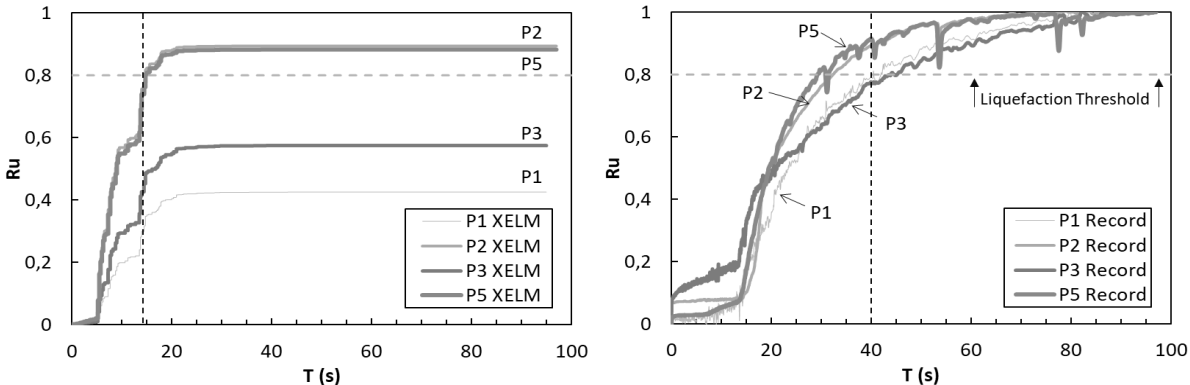 1
0,8
0,6
0,4
0,2
0
Ru
0
20
40
60
80
100
T (s)
P2
P5
P3
P1
P1 XELM
P2 XELM
P3 XELM
P5 XELM
1
0,8
0,6
0,4
0,2
0
Ru
0
20
40
60
80
100
T (s)
P5
P2
P3
P1
Liquefaction Threshold
P1 Record
P2 Record
P3 Record
P5 Record